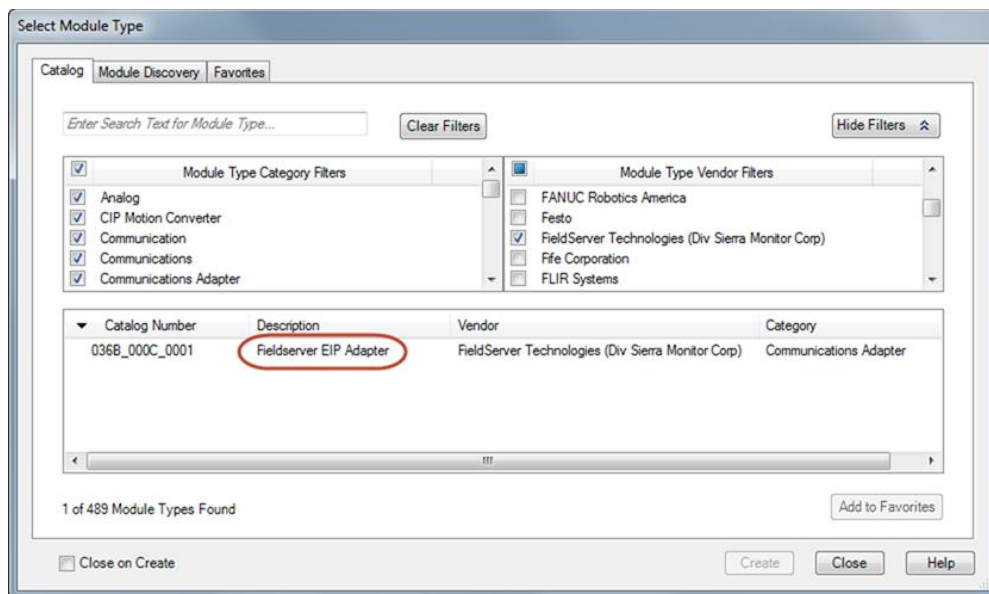 Select Module Type
Catalog Module Discovery Favorites
Enter Search Text for Module Type...
Clear Filters
Hide Filters
Module Type Category Filters
Analog
CIP Motion Converter
Communication
Communications
Communications Adapter
Module Type Vendor Filters
FANUC Robotics America
Festo
FieldServer Technologies (Div Sierra Monitor Corp)
Fife Corporation
FLIR Systems
Catalog Number Description Vendor Category
036B_000C_0001 Fieldserver EIP Adapter FieldServer Technologies (Div Sierra Monitor Corp) Communications Adapter
1 of 489 Module Types Found
Add to Favorites
Close on Create
Create Close Help